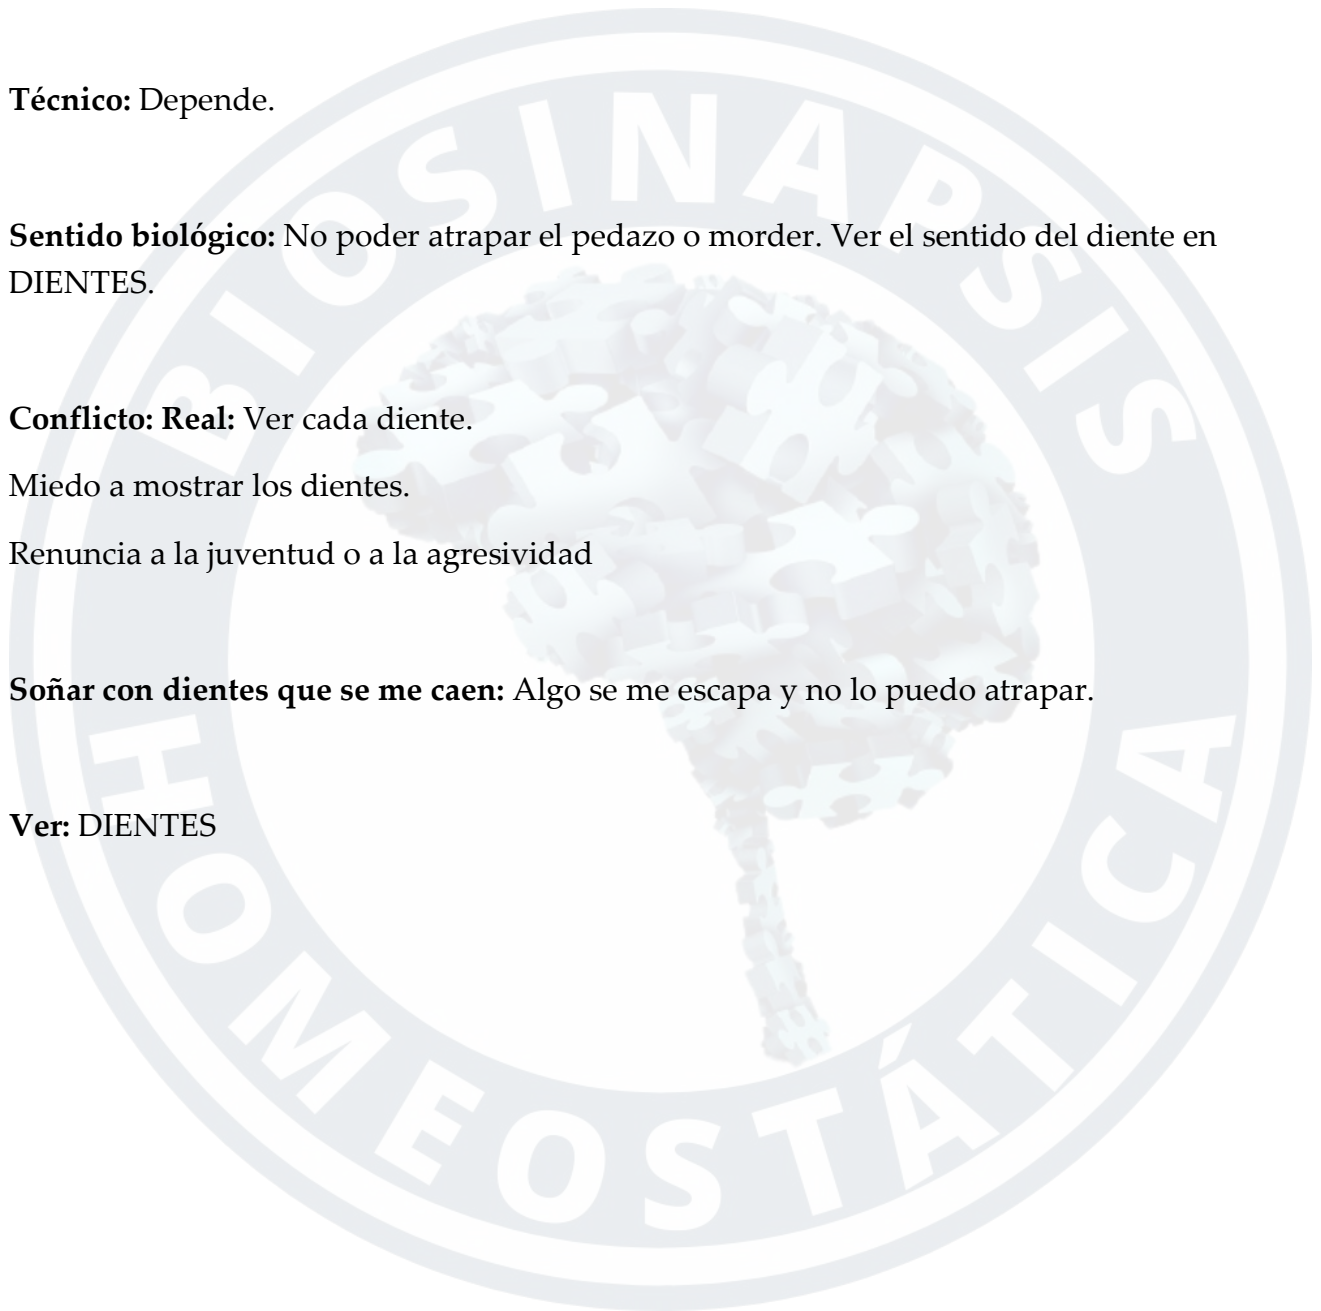 Técnico: Depende.
Sentido biológico: No poder atrapar el pedazo o morder. Ver el sentido del diente en
DIENTES.
Conflicto: Real: Ver cada diente.
Miedo a mostrar los dientes.
Renuncia a la juventud o a la agresividad
Soñar con dientes que se me caen: Algo se me escapa y no lo puedo atrapar.
Ver: DIENTES
BIOSINAPSIS
HOMEOSTÁTICA